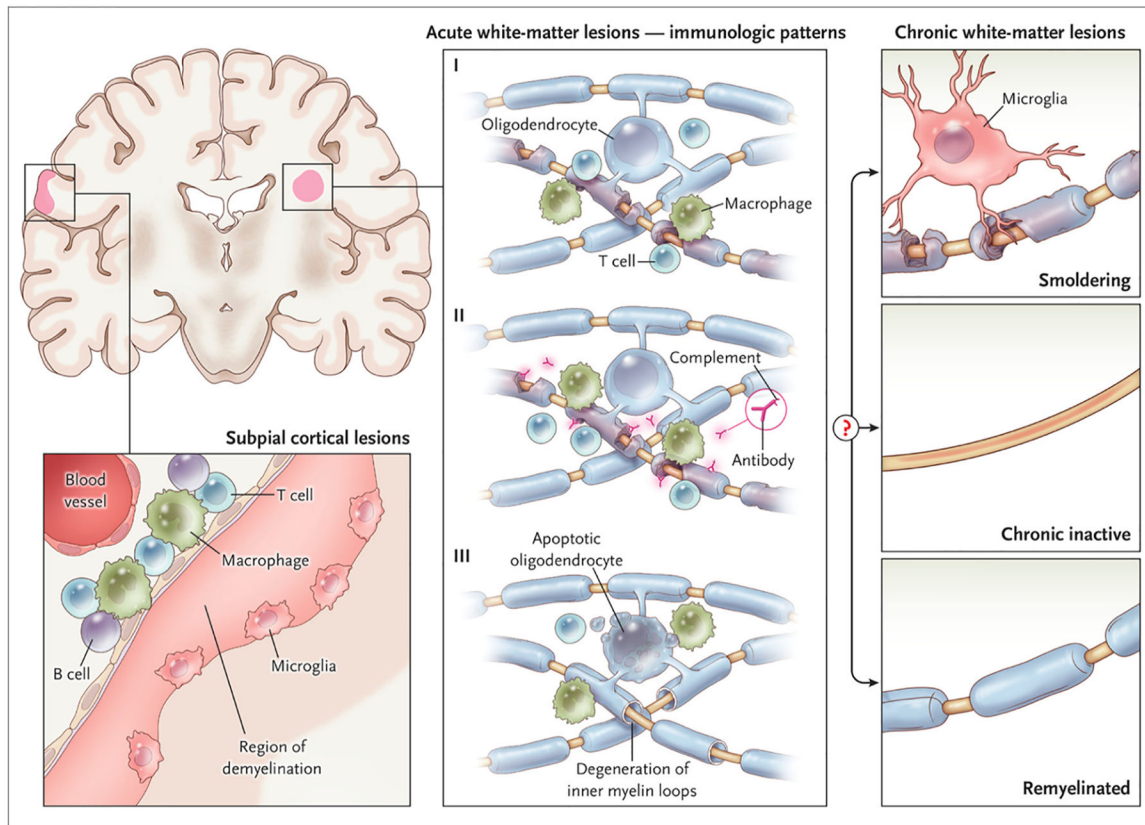 Acute white-matter lesions — immunologic patterns
I
Oligodendrocyte
Macrophage
T cell
II
Complement
Antibody
III
Apoptotic
oligodendrocyte
Degeneration of
inner myelin loops
Subpial cortical lesions
Blood
vessel
T cell
Macrophage
B cell
Microglia
Region of
demyelination
?
Chronic white-matter lesions
Microglia
Smoldering
Chronic inactive
Remyelinated